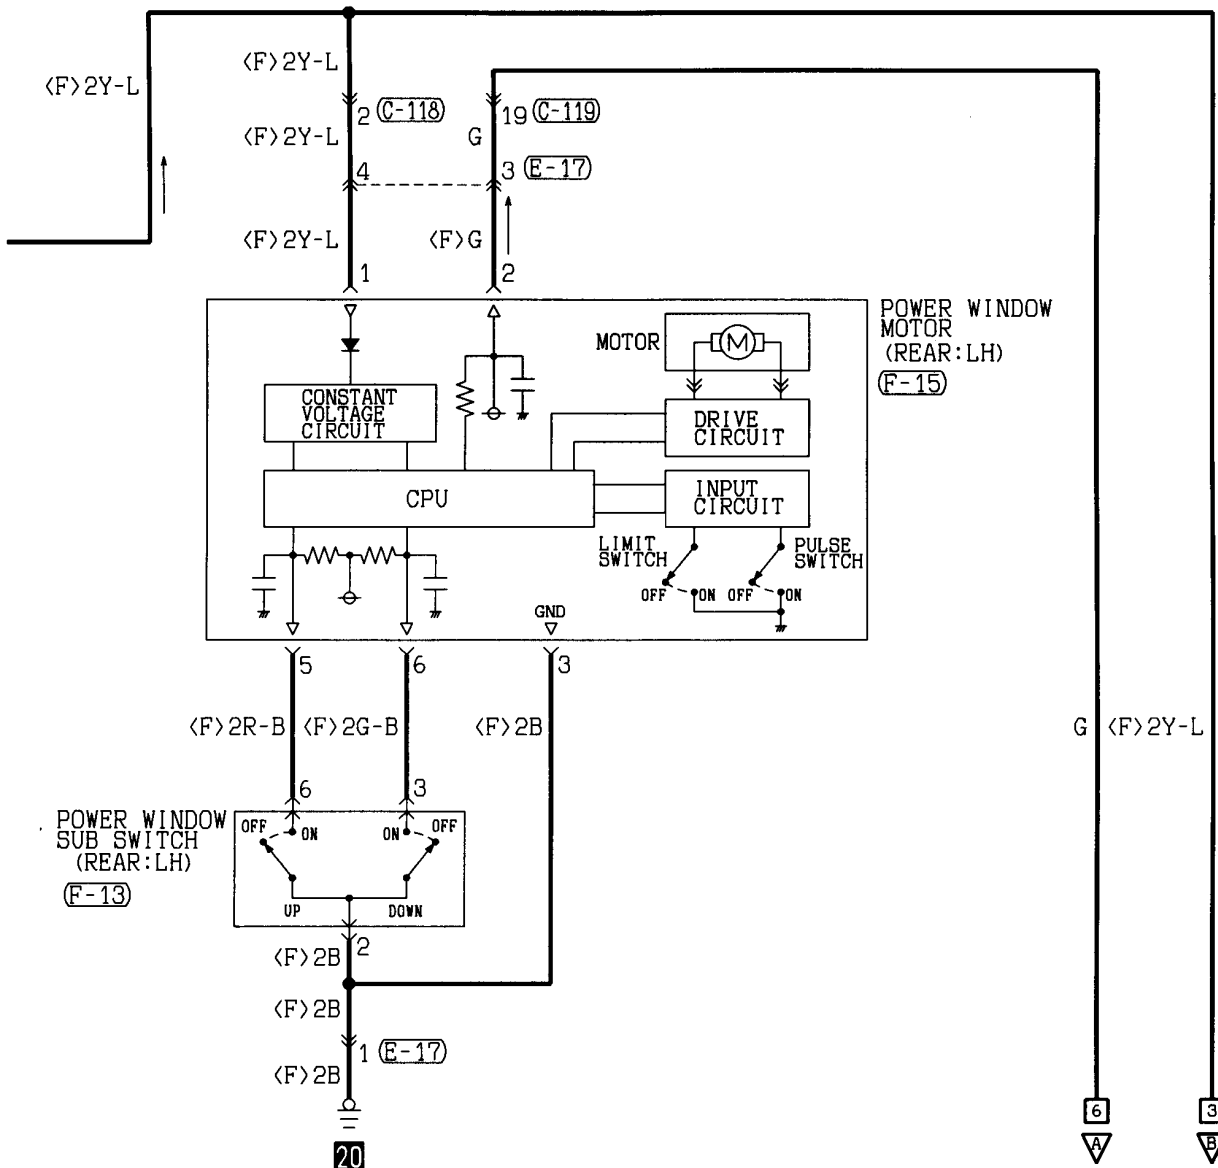 <F>2Y-L
<F>2Y-L
2 (C-118)
19 (C-119)
<F>2Y-L
G
4
3 (E-17)
<F>2Y-L
<F>G
1
2
POWER WINDOW
MOTOR
(REAR:LH)
(F-15)
MOTOR
M
CONSTANT
VOLTAGE
CIRCUIT
DRIVE
CIRCUIT
CPU
INPUT
CIRCUIT
LIMIT
SWITCH
PULSE
SWITCH
OFF
ON
OFF
ON
GND
5
6
3
<F>2R-B
<F>2G-B
<F>2B
G
<F>2Y-L
6
3
POWER WINDOW
SUB SWITCH
(REAR:LH)
(F-13)
OFF
ON
ON
OFF
UP
DOWN
2
<F>2B
<F>2B
1 (E-17)
<F>2B
20
6
3
A
B